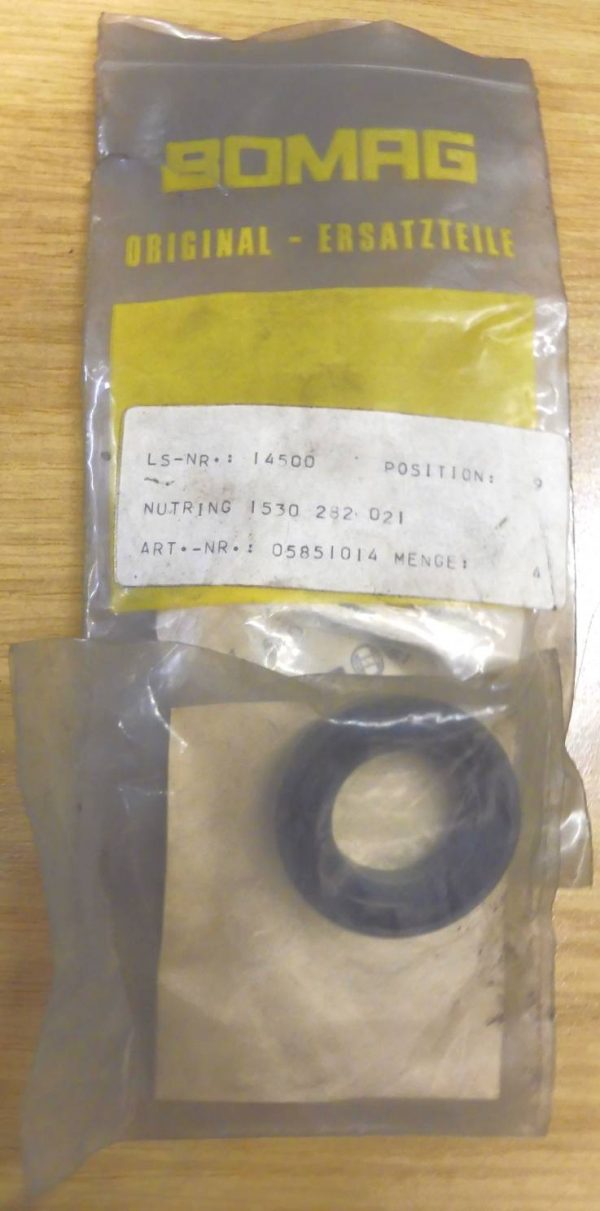 BOMAG
ORIGINAL - ERSATZTEILE
LS-NR.: 14500 POSITION: 9
NUTRING 1530 282 021
ART.-NR.: 05851014 MENGE: 4